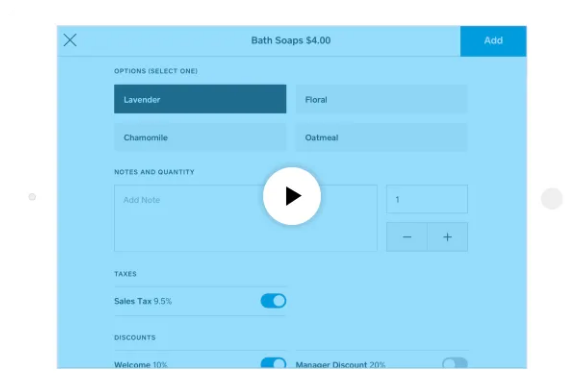 Bath Soaps $4.00
Add
OPTIONS (SELECT ONE)
Lavender
Floral
Chamomile
Oatmeal
NOTES AND QUANTITY
Add Note
1
TAXES
Sales Tax 9.5%
DISCOUNTS
Welcome 10%
Manager Discount 20%